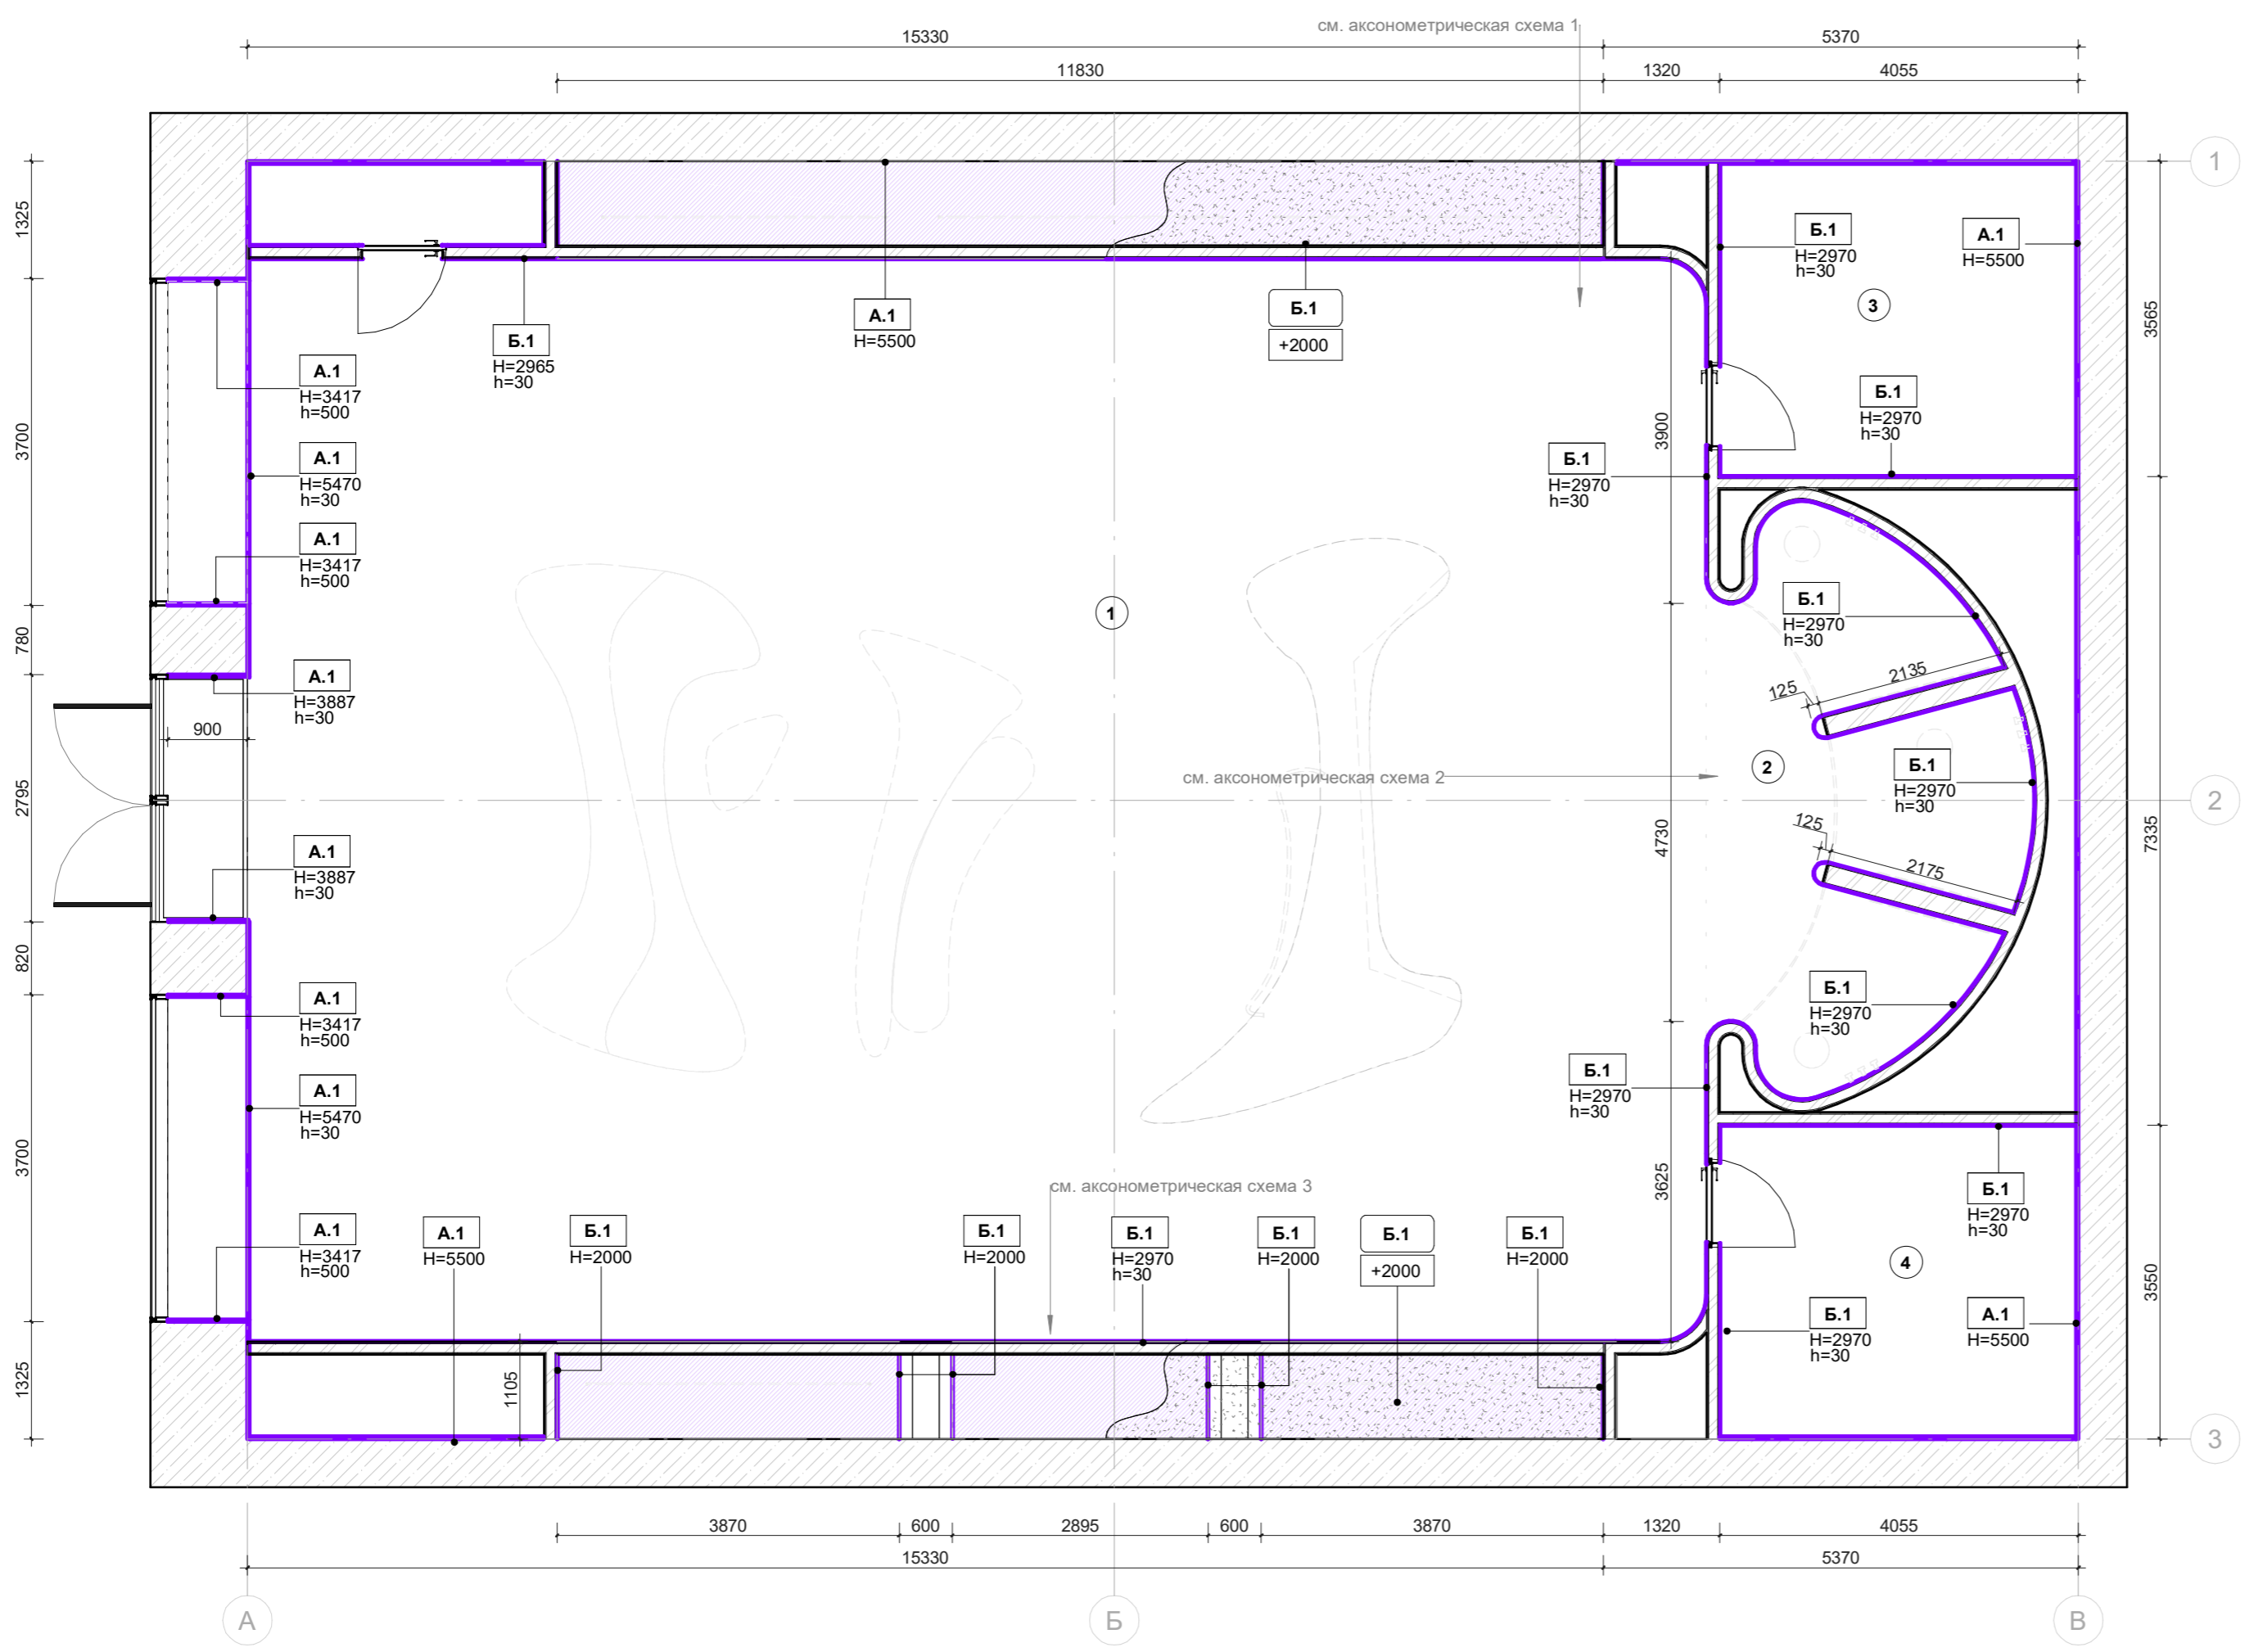 см. аксонометрическая схема 1
15330
5370
11830
1320
4055
1
1325
3700
780
2795
820
3700
1325
3565
7335
3550
А.1
H=3417
h=500
А.1
H=5470
h=30
А.1
H=3417
h=500
А.1
H=3887
h=30
900
А.1
H=3887
h=30
А.1
H=3417
h=500
А.1
H=5470
h=30
А.1
H=3417
h=500
Б.1
H=2965
h=30
А.1
H=5500
Б.1
+2000
Б.1
H=2970
h=30
А.1
H=5500
3
Б.1
H=2970
h=30
3900
Б.1
H=2970
h=30
1
Б.1
H=2970
h=30
2135
125
см. аксонометрическая схема 2
2
Б.1
H=2970
h=30
2
4730
125
2175
Б.1
H=2970
h=30
Б.1
H=2970
h=30
3625
см. аксонометрическая схема 3
Б.1
H=2970
h=30
А.1
H=5500
Б.1
H=2000
Б.1
H=2000
Б.1
H=2970
h=30
Б.1
H=2000
Б.1
+2000
Б.1
H=2000
4
Б.1
H=2970
h=30
А.1
H=5500
1105
3
3870
600
2895
600
3870
1320
4055
15330
5370
А
Б
В